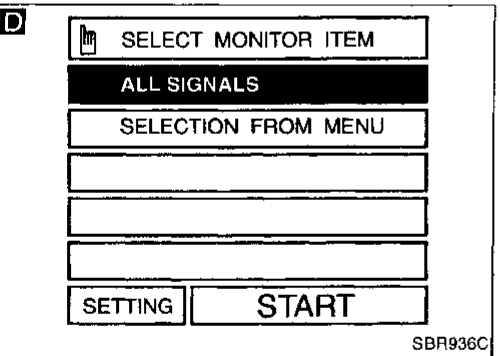 D
SELECT MONITOR ITEM
ALL SIGNALS
SELECTION FROM MENU
SETTING
START
SBR936C